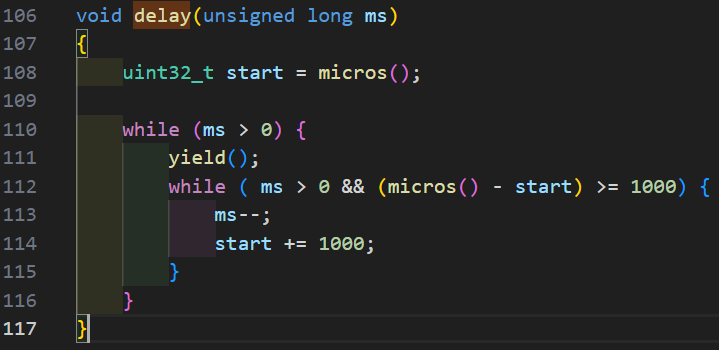 106 void delay(unsigned long ms)
107 {
108     uint32_t start = micros();
109
110     while (ms > 0) {
111         yield();
112         while ( ms > 0 && (micros() - start) >= 1000) {
113             ms--;
114             start += 1000;
115         }
116     }
117 }